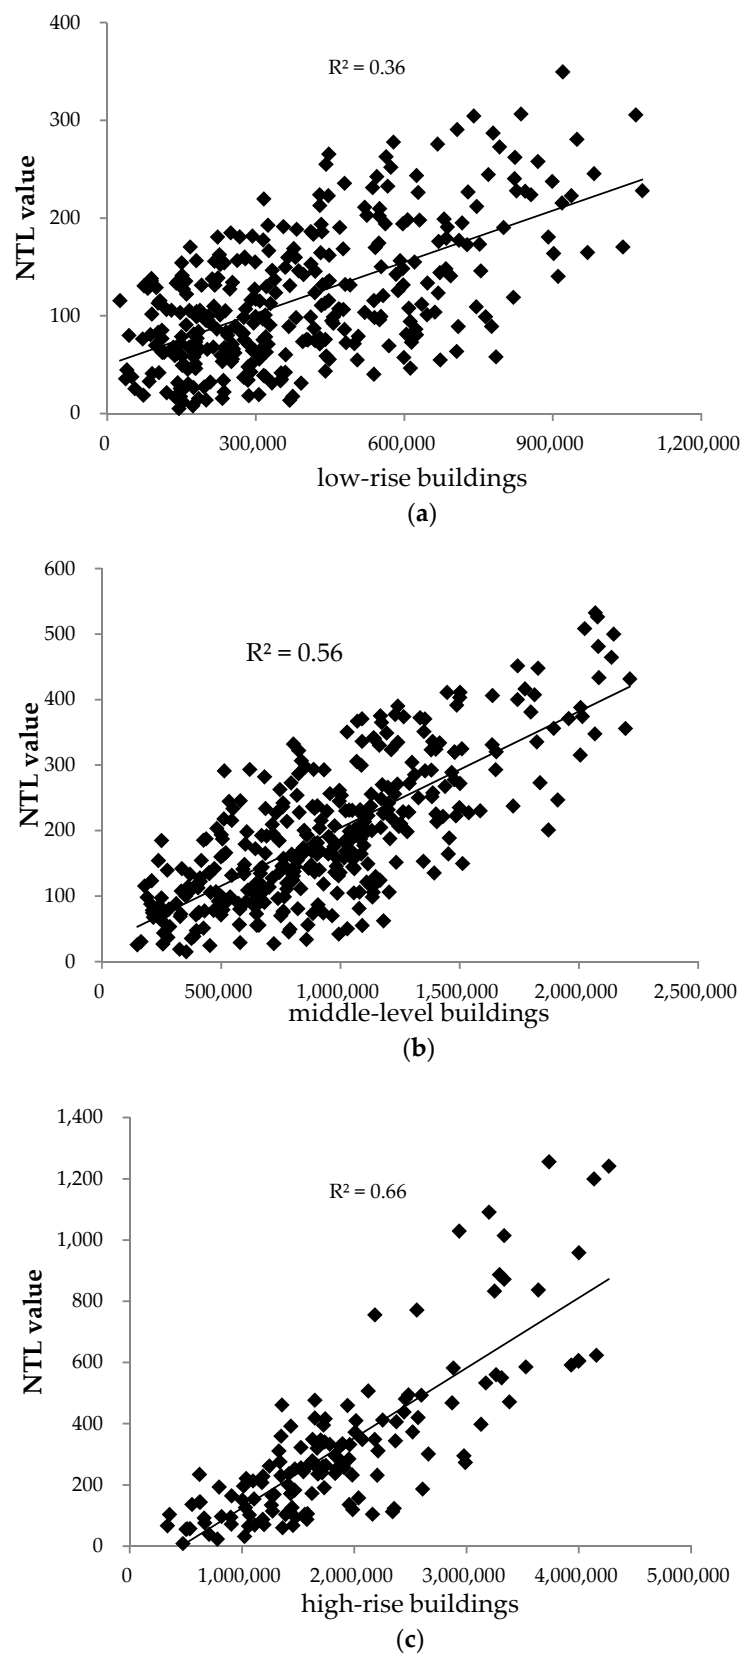 400
R² = 0.36
300
200
100
0
NTL value
0 300,000 600,000 900,000 1,200,000
low-rise buildings
(a)
600
500
R² = 0.56
400
300
200
100
0
NTL value
0 500,000 1,000,000 1,500,000 2,000,000 2,500,000
middle-level buildings
(b)
1,400
1,200
R² = 0.66
1,000
800
600
400
200
0
NTL value
0 1,000,000 2,000,000 3,000,000 4,000,000 5,000,000
high-rise buildings
(c)